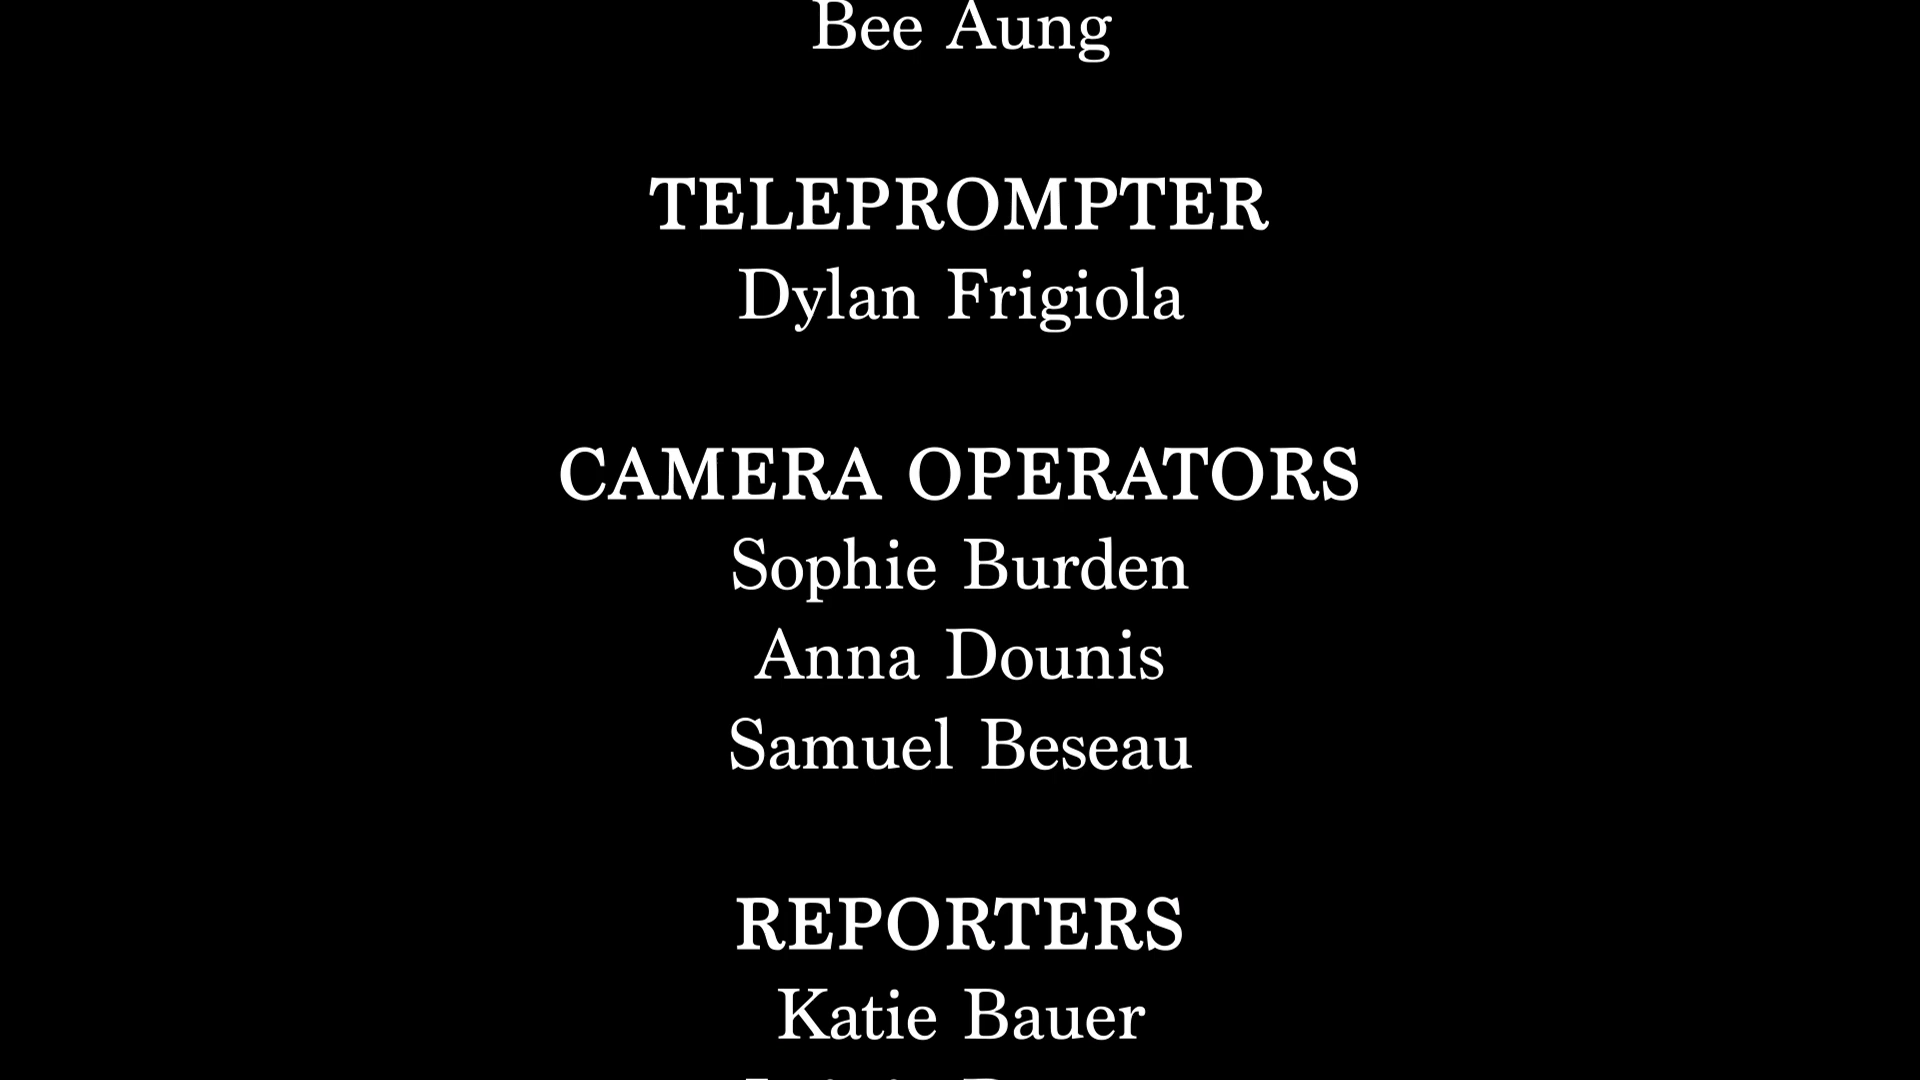 Bee Aung
TELEPROMPTER
Dylan Frigiola
CAMERA OPERATORS
Sophie Burden
Anna Dounis
Samuel Beseau
REPORTERS
Katie Bauer